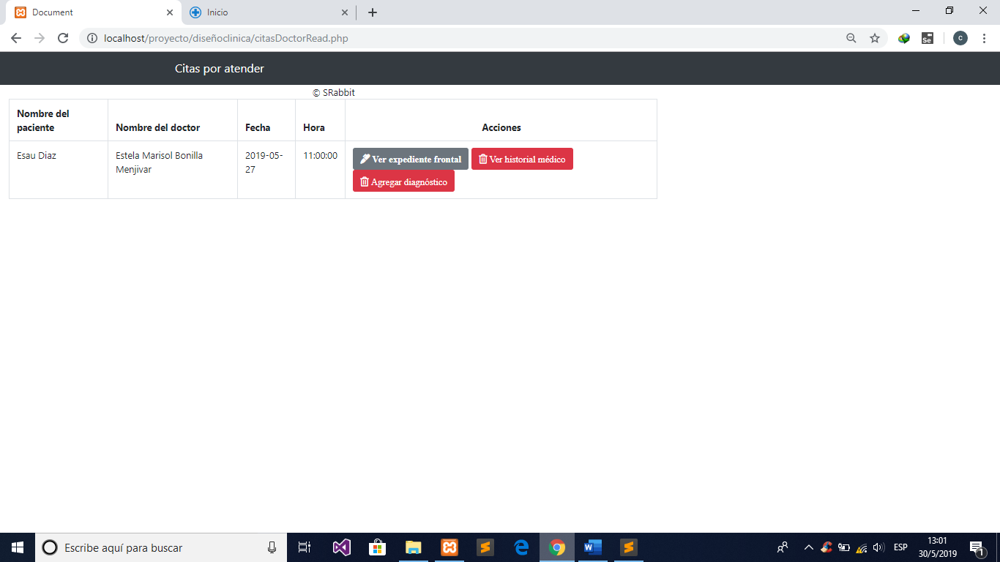 Document
Inicio
localhost/proyecto/diseñoclinica/citasDoctorRead.php
Se
c
Citas por atender
© SRabbit
Nombre del
paciente
Nombre del doctor
Fecha
Hora
Acciones
Esau Diaz
Estela Marisol Bonilla
Menjivar
2019-05-
27
11:00:00
Ver expediente frontal
Ver historial médico
Agregar diagnóstico
Escribe aquí para buscar
ESP
13:01
30/5/2019
1